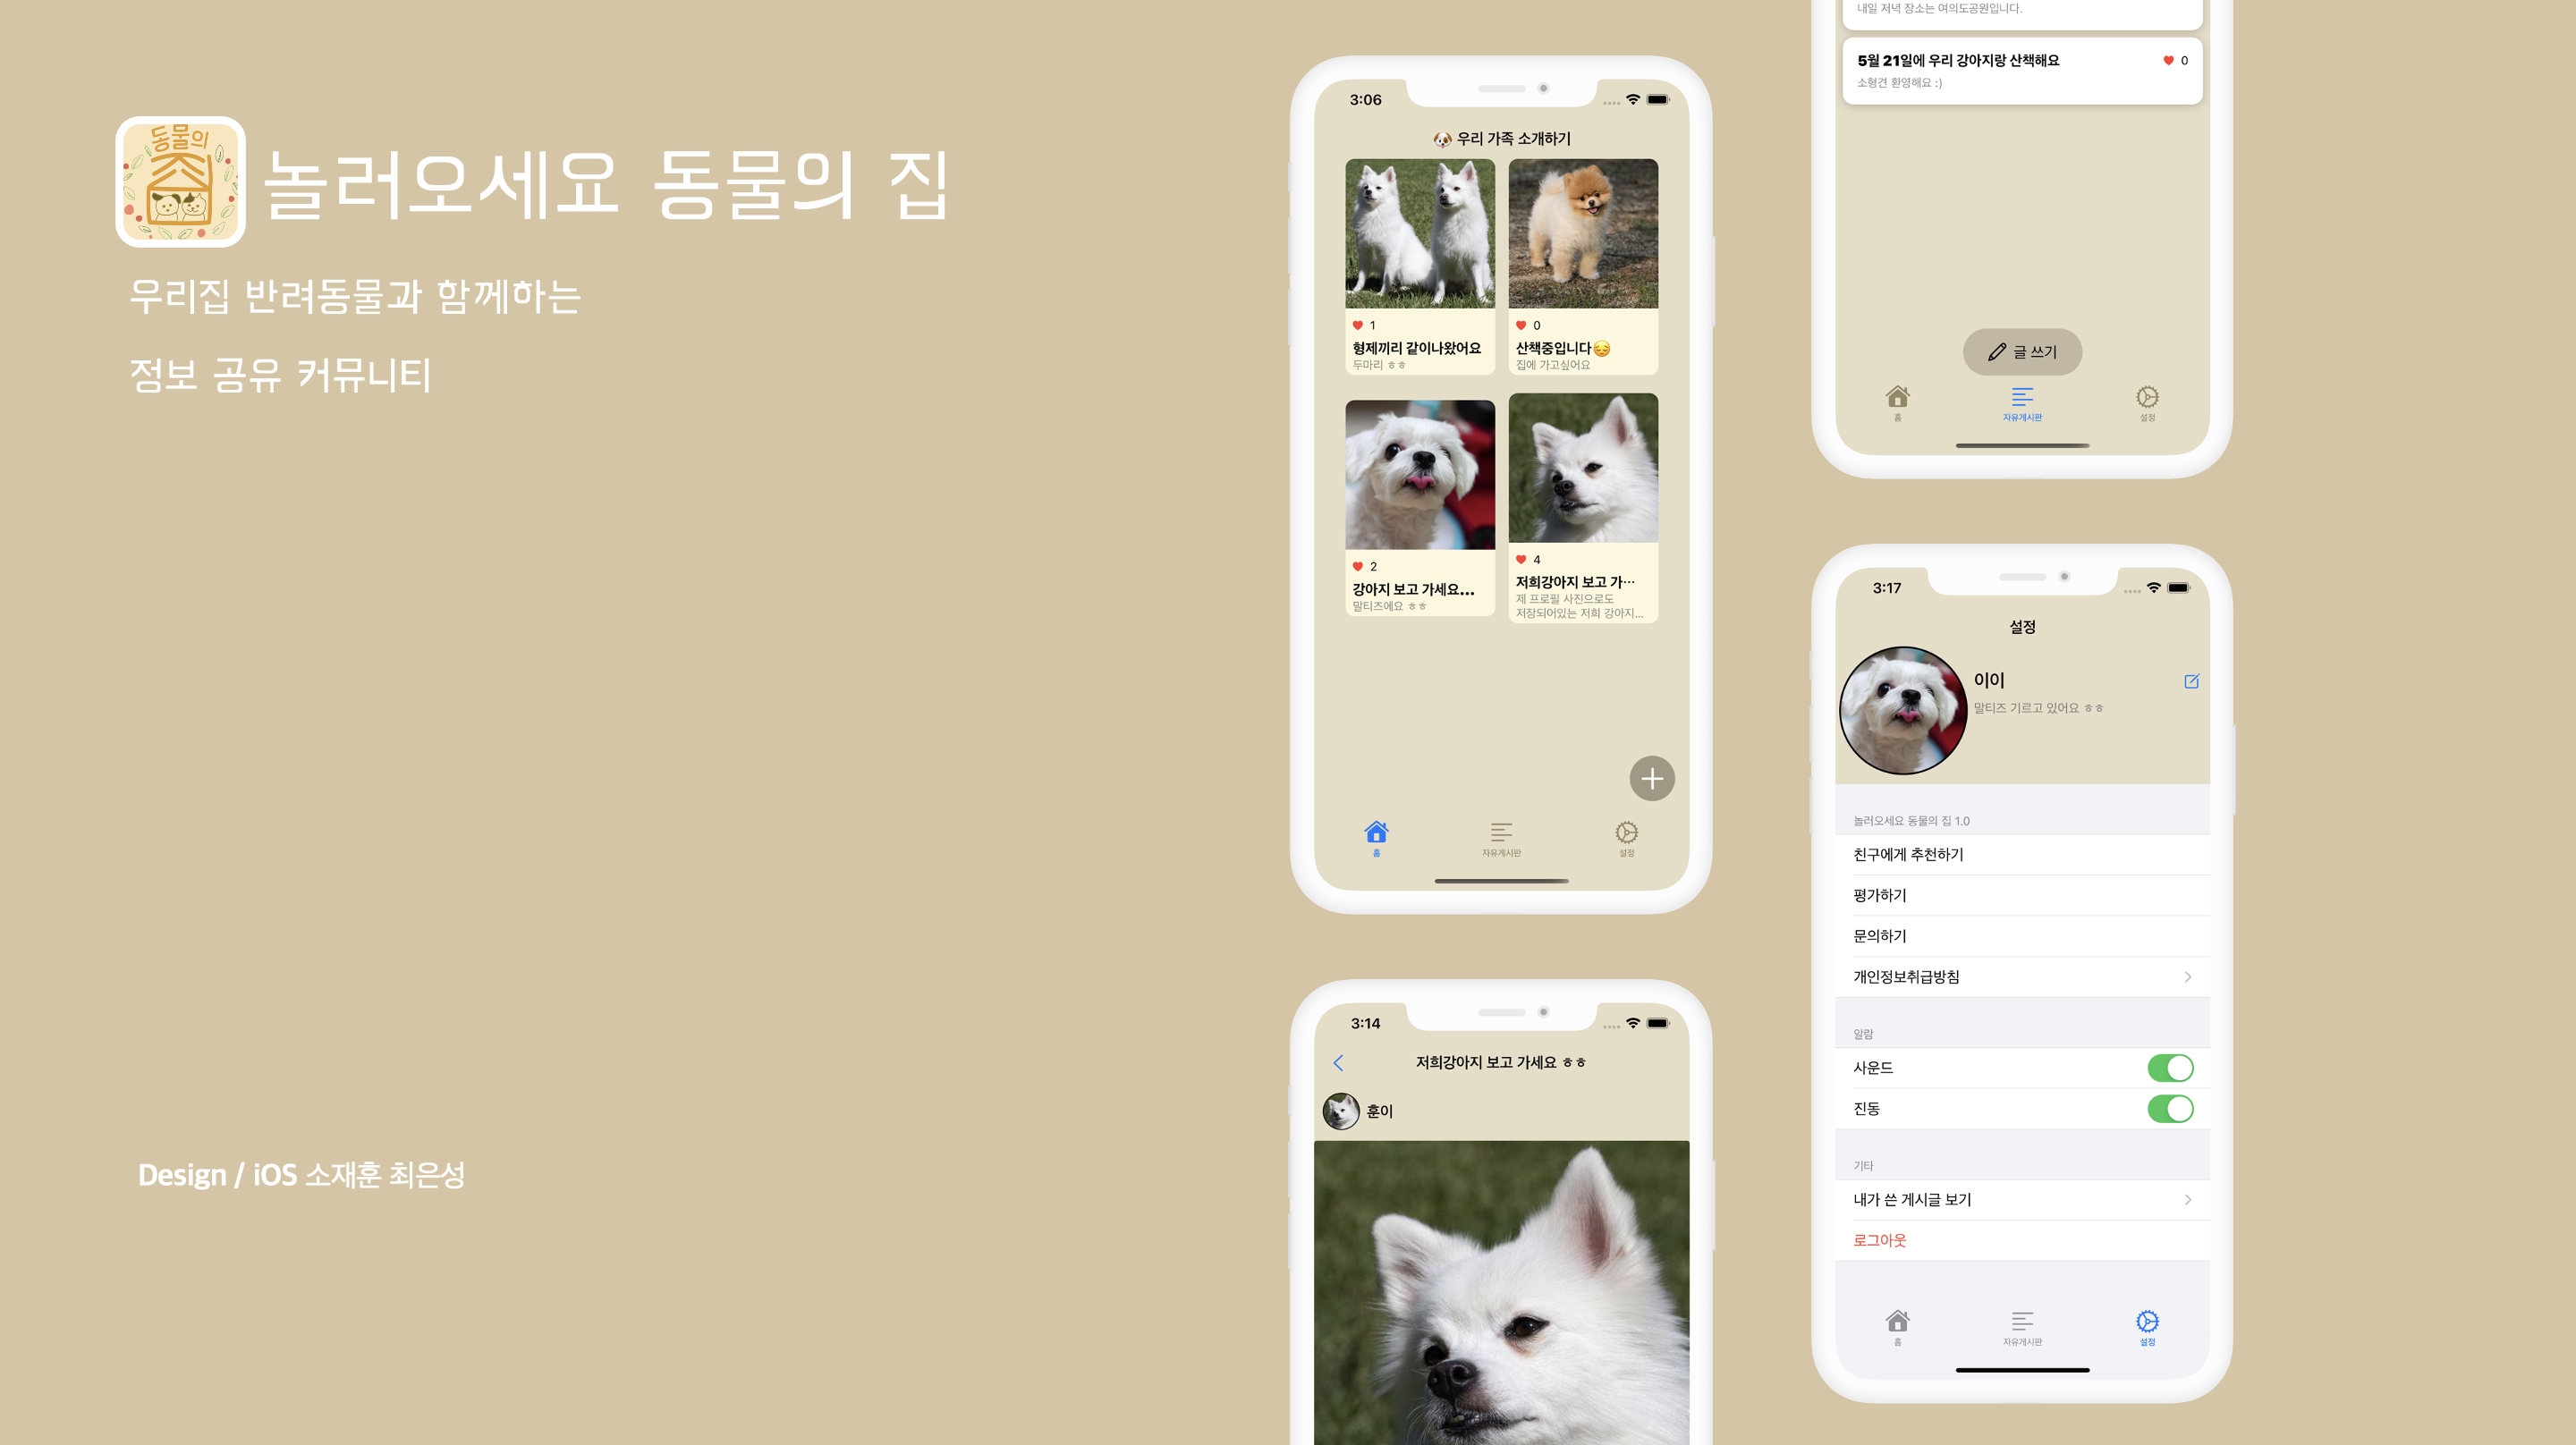 동물의
집
놀러오세요 동물의 집
우리집 반려동물과 함께하는
정보 공유 커뮤니티
Design / iOS 소재훈 최은성
3:06
🐶 우리 가족 소개하기
1
형제끼리 같이나왔어요
두마리 ㅎㅎ
0
산책중입니다😔
집에 가고싶어요
2
강아지 보고 가세요...
말티즈에요 ㅎㅎ
4
저희강아지 보고 가...
제 프로필 사진으로도
저장되어있는 저희 강아지...
홈
자유게시판
설정
3:14
저희강아지 보고 가세요 ㅎㅎ
훈이
내일 저녁 장소는 여의도공원입니다.
5월 21일에 우리 강아지랑 산책해요
0
소형견 환영해요 :)
글 쓰기
홈
자유게시판
설정
3:17
설정
이이
말티즈 기르고 있어요 ㅎㅎ
놀러오세요 동물의 집 1.0
친구에게 추천하기
평가하기
문의하기
개인정보취급방침
알람
사운드
진동
기타
내가 쓴 게시글 보기
로그아웃
홈
자유게시판
설정